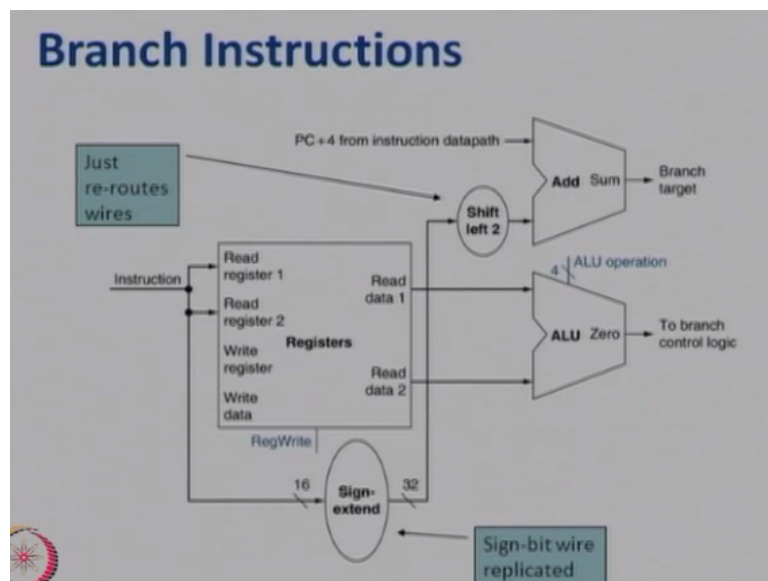 Branch Instructions
PC+4 from instruction datapath
Just
re-routes
wires
Add Sum
Branch
target
Shift
left 2
Instruction
Read
register 1
Read
data 1
4
ALU operation
Read
register 2
Registers
ALU Zero
To branch
control logic
Write
register
Read
data 2
Write
data
RegWrite
16
Sign-
extend
32
Sign-bit wire
replicated